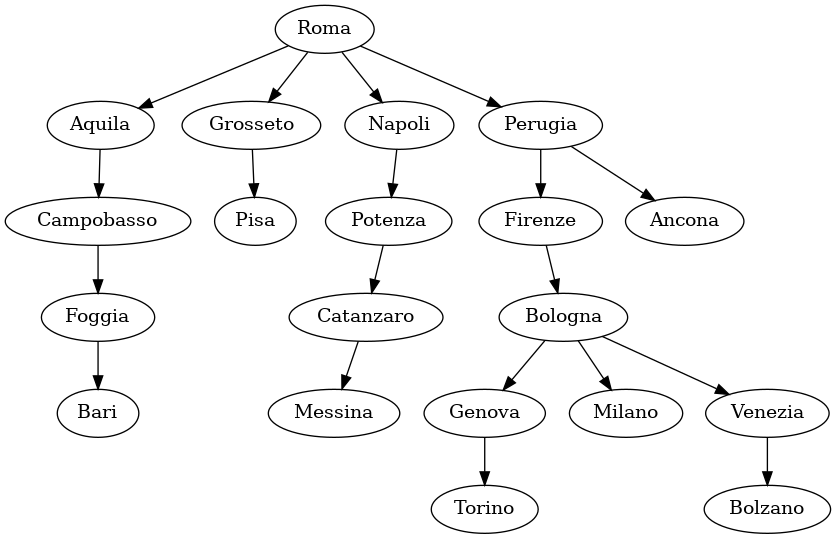 Roma
Aquila
Grosseto
Napoli
Perugia
Campobasso
Pisa
Potenza
Firenze
Ancona
Foggia
Catanzaro
Bologna
Bari
Messina
Genova
Milano
Venezia
Torino
Bolzano